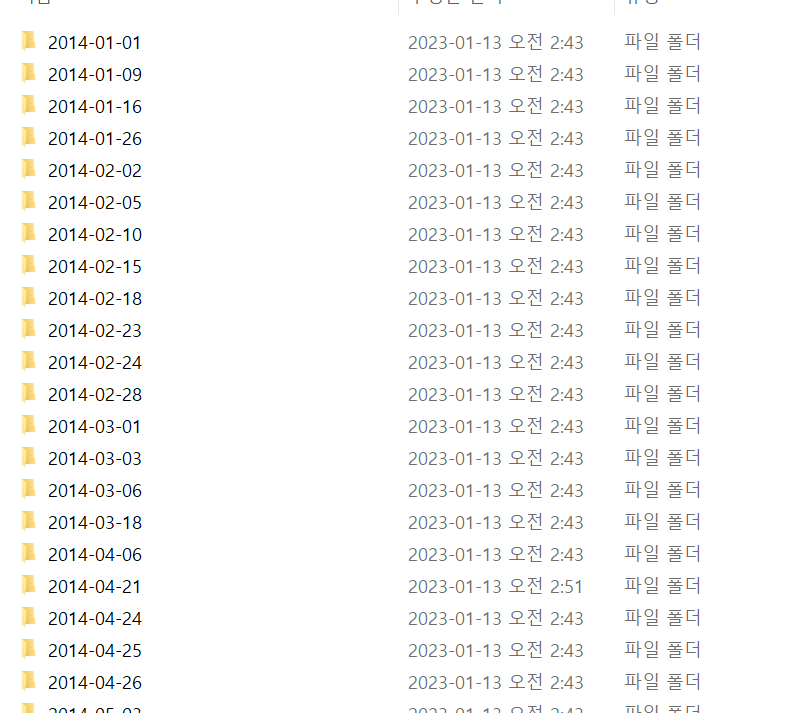 2014-01-01 2023-01-13 오전 2:43 파일 폴더
2014-01-09 2023-01-13 오전 2:43 파일 폴더
2014-01-16 2023-01-13 오전 2:43 파일 폴더
2014-01-26 2023-01-13 오전 2:43 파일 폴더
2014-02-02 2023-01-13 오전 2:43 파일 폴더
2014-02-05 2023-01-13 오전 2:43 파일 폴더
2014-02-10 2023-01-13 오전 2:43 파일 폴더
2014-02-15 2023-01-13 오전 2:43 파일 폴더
2014-02-18 2023-01-13 오전 2:43 파일 폴더
2014-02-23 2023-01-13 오전 2:43 파일 폴더
2014-02-24 2023-01-13 오전 2:43 파일 폴더
2014-02-28 2023-01-13 오전 2:43 파일 폴더
2014-03-01 2023-01-13 오전 2:43 파일 폴더
2014-03-03 2023-01-13 오전 2:43 파일 폴더
2014-03-06 2023-01-13 오전 2:43 파일 폴더
2014-03-18 2023-01-13 오전 2:43 파일 폴더
2014-04-06 2023-01-13 오전 2:43 파일 폴더
2014-04-21 2023-01-13 오전 2:51 파일 폴더
2014-04-24 2023-01-13 오전 2:43 파일 폴더
2014-04-25 2023-01-13 오전 2:43 파일 폴더
2014-04-26 2023-01-13 오전 2:43 파일 폴더